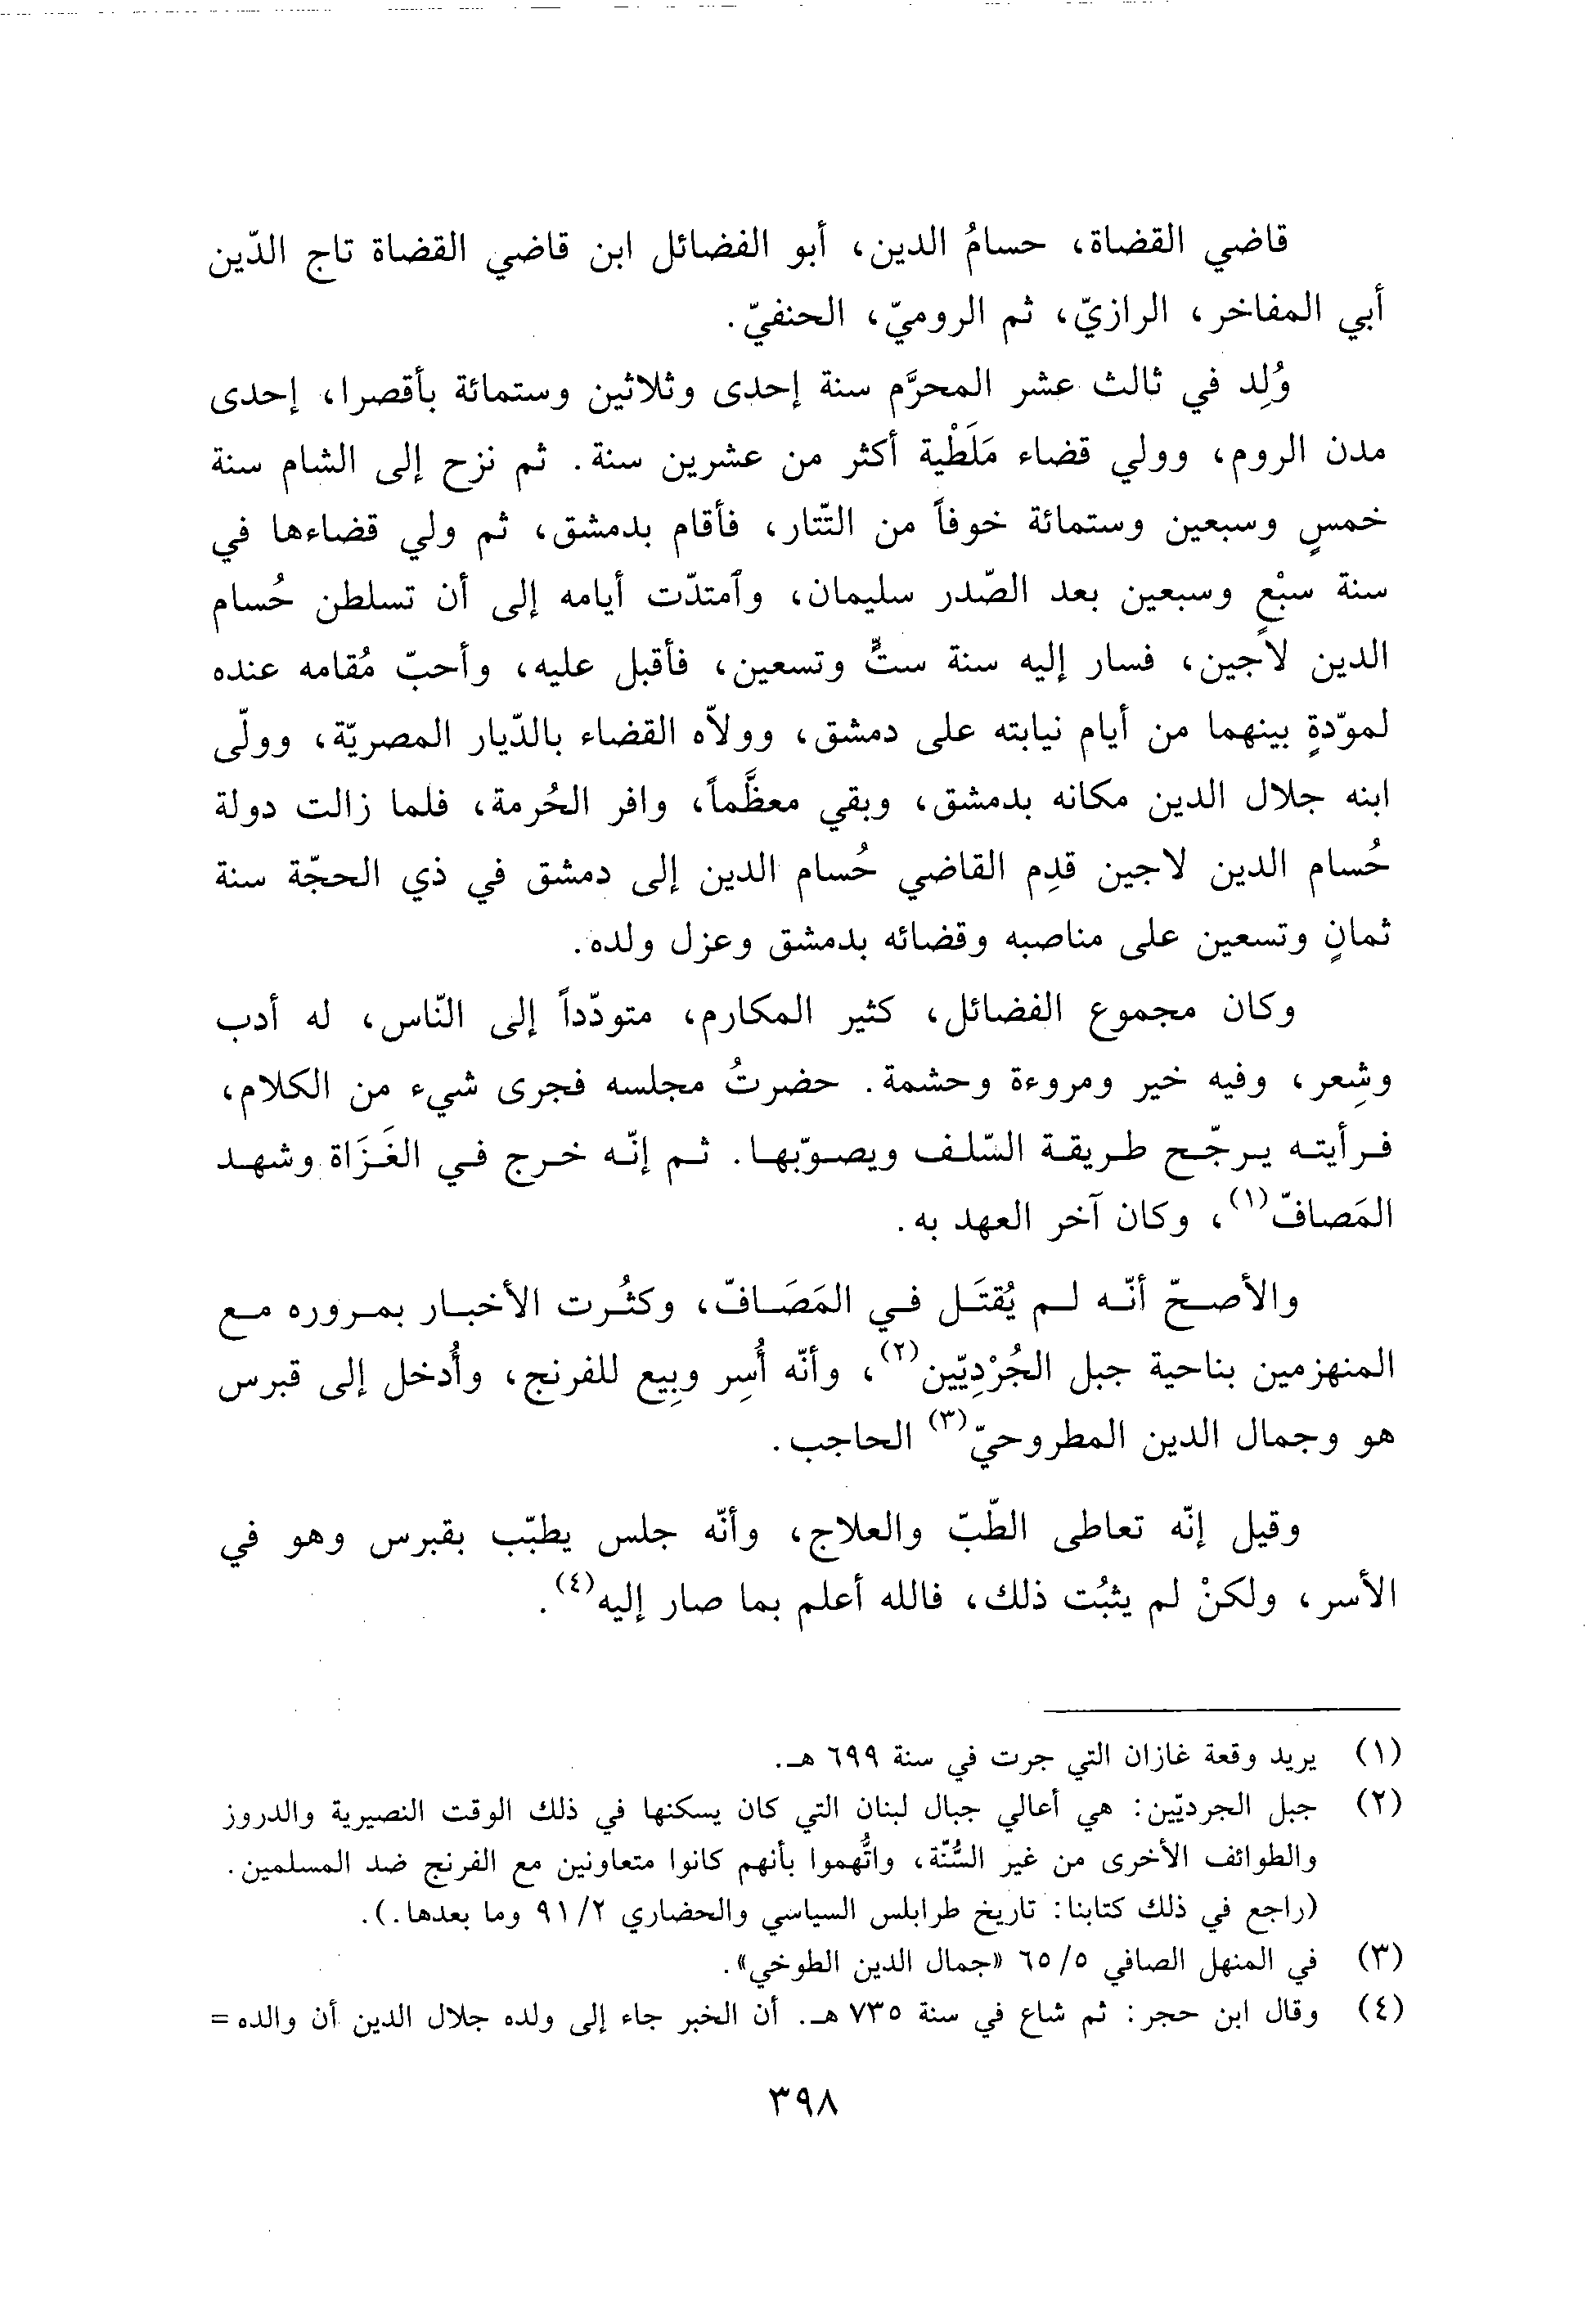 قاضي القضاة، حسامُ الدين، أبو الفضائل ابن قاضي القضاة تاج الدّين
أبي المفاخر، الرازيّ، ثم الروميّ، الحنفيّ.
وُلِد في ثالث عشر المحرَّم سنة إحدى وثلاثين وستمائة بأقصرا، إحدى
مدن الروم، وولي قضاء مَلَطْية أكثر من عشرين سنة. ثم نزح إلى الشام سنة
خمسٍ وسبعين وستمائة خوفاً من التّتار، فأقام بدمشق، ثم ولي قضاءها في
سنة سبْعٍ وسبعين بعد الصّدر سليمان، وٱمتدّت أيامه إلى أن تسلطن حُسام
الدين لاجين، فسار إليه سنة ستٍّ وتسعين، فأقبل عليه، وأحبّ مُقامه عنده
لمودّةٍ بينهما من أيام نيابته على دمشق، وولاّه القضاء بالدّيار المصريّة، وولّى
ابنه جلال الدين مكانه بدمشق، وبقي معظَّماً، وافر الحُرمة، فلما زالت دولة
حُسام الدين لاجين قدِم القاضي حُسام الدين إلى دمشق في ذي الحجّة سنة
ثمانٍ وتسعين على مناصبه وقضائه بدمشق وعزل ولده.
وكان مجموع الفضائل، كثير المكارم، متودّداً إلى النّاس، له أدب
وشِعر، وفيه خير ومروءة وحشمة. حضرتُ مجلسه فجرى شيء من الكلام،
فرأيته يرجّح طريقة السّلف ويصوّبها. ثم إنّه خرج في الغَزَاة وشهد
المَصافّ(١)، وكان آخر العهد به.
والأصحّ أنّه لم يُقتَل في المَصَافّ، وكثُرت الأخبار بمروره مع
المنهزمين بناحية جبل الجُرْدِيّين(٢)، وأنّه أُسِر وبِيع للفرنج، وأُدخل إلى قبرس
هو وجمال الدين المطروحيّ(٣) الحاجب.
وقيل إنّه تعاطى الطّبّ والعلاج، وأنّه جلس يطبّب بقبرس وهو في
الأسر، ولكنْ لم يثبُت ذلك، فالله أعلم بما صار إليه(٤).
(١) يريد وقعة غازان التي جرت في سنة ٦٩٩ هـ.
(٢) جبل الجرديّين: هي أعالي جبال لبنان التي كان يسكنها في ذلك الوقت النصيرية والدروز
والطوائف الأخرى من غير السُّنّة، واتُّهموا بأنهم كانوا متعاونين مع الفرنج ضد المسلمين.
(راجع في ذلك كتابنا: تاريخ طرابلس السياسي والحضاري ٩١/٢ وما بعدها.).
(٣) في المنهل الصافي ٦٥/٥ «جمال الدين الطوخي».
(٤) وقال ابن حجر: ثم شاع في سنة ٧٣٥ هـ. أن الخبر جاء إلى ولده جلال الدين أن والده =
٣٩٨